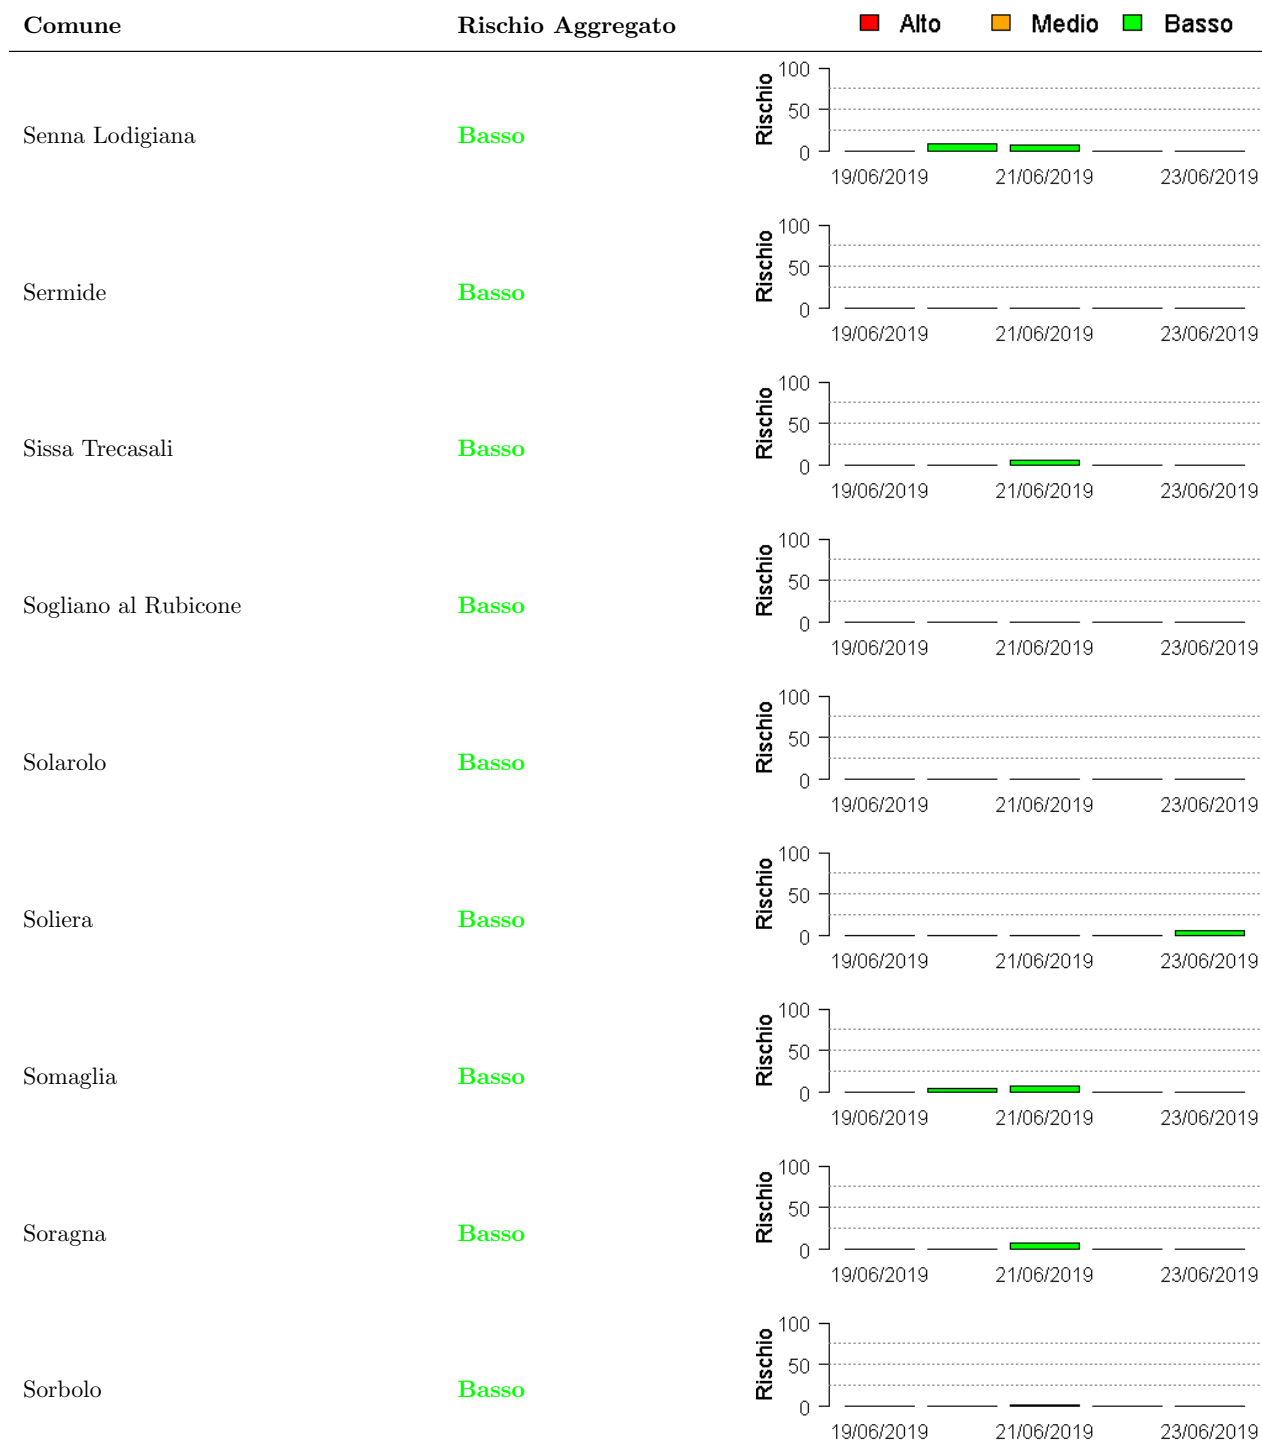 Comune Rischio Aggregato Alto Medio Basso
Senna Lodigiana Basso Rischio 100 50 0
19/06/2019 21/06/2019 23/06/2019
Sermide Basso Rischio 100 50 0
19/06/2019 21/06/2019 23/06/2019
Sissa Trecasali Basso Rischio 100 50 0
19/06/2019 21/06/2019 23/06/2019
Sogliano al Rubicone Basso Rischio 100 50 0
19/06/2019 21/06/2019 23/06/2019
Solarolo Basso Rischio 100 50 0
19/06/2019 21/06/2019 23/06/2019
Soliera Basso Rischio 100 50 0
19/06/2019 21/06/2019 23/06/2019
Somaglia Basso Rischio 100 50 0
19/06/2019 21/06/2019 23/06/2019
Soragna Basso Rischio 100 50 0
19/06/2019 21/06/2019 23/06/2019
Sorbolo Basso Rischio 100 50 0
19/06/2019 21/06/2019 23/06/2019